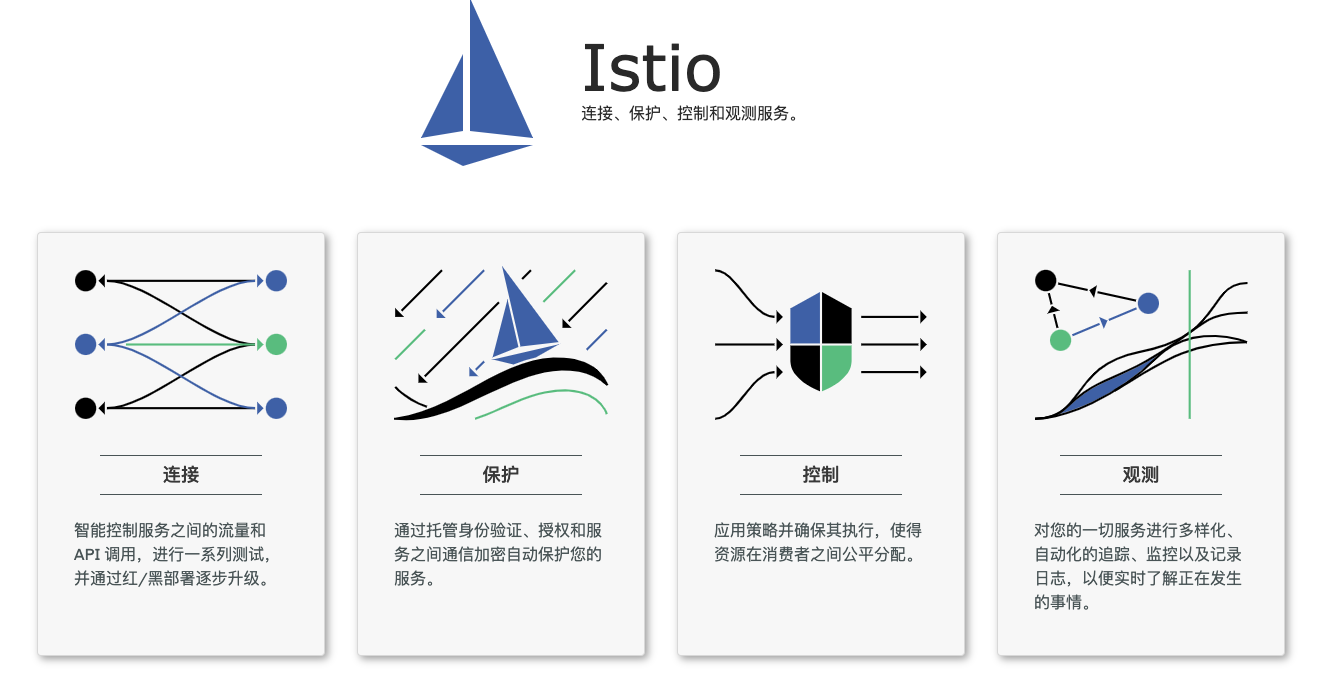 Istio
连接、保护、控制和观测服务。
连接
智能控制服务之间的流量和
API 调用，进行一系列测试，
并通过红/黑部署逐步升级。
保护
通过托管身份验证、授权和服
务之间通信加密自动保护您的
服务。
控制
应用策略并确保其执行，使得
资源在消费者之间公平分配。
观测
对您的一切服务进行多样化、
自动化的追踪、监控以及记录
日志，以便实时了解正在发生
的事情。